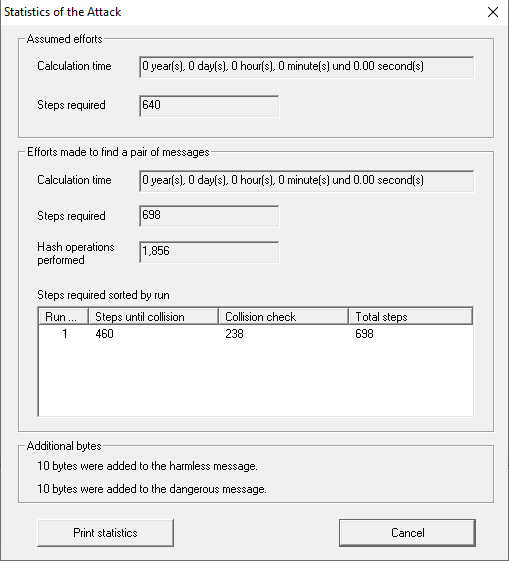 Statistics of the Attack
Assumed efforts
Calculation time 0 year(s), 0 day(s), 0 hour(s), 0 minute(s) und 0.00 second(s)
Steps required 640
Efforts made to find a pair of messages
Calculation time 0 year(s), 0 day(s), 0 hour(s), 0 minute(s) und 0.00 second(s)
Steps required 698
Hash operations performed 1,856
Steps required sorted by run
Run ... Steps until collision Collision check Total steps
1 460 238 698
Additional bytes
10 bytes were added to the harmless message.
10 bytes were added to the dangerous message.
Print statistics Cancel